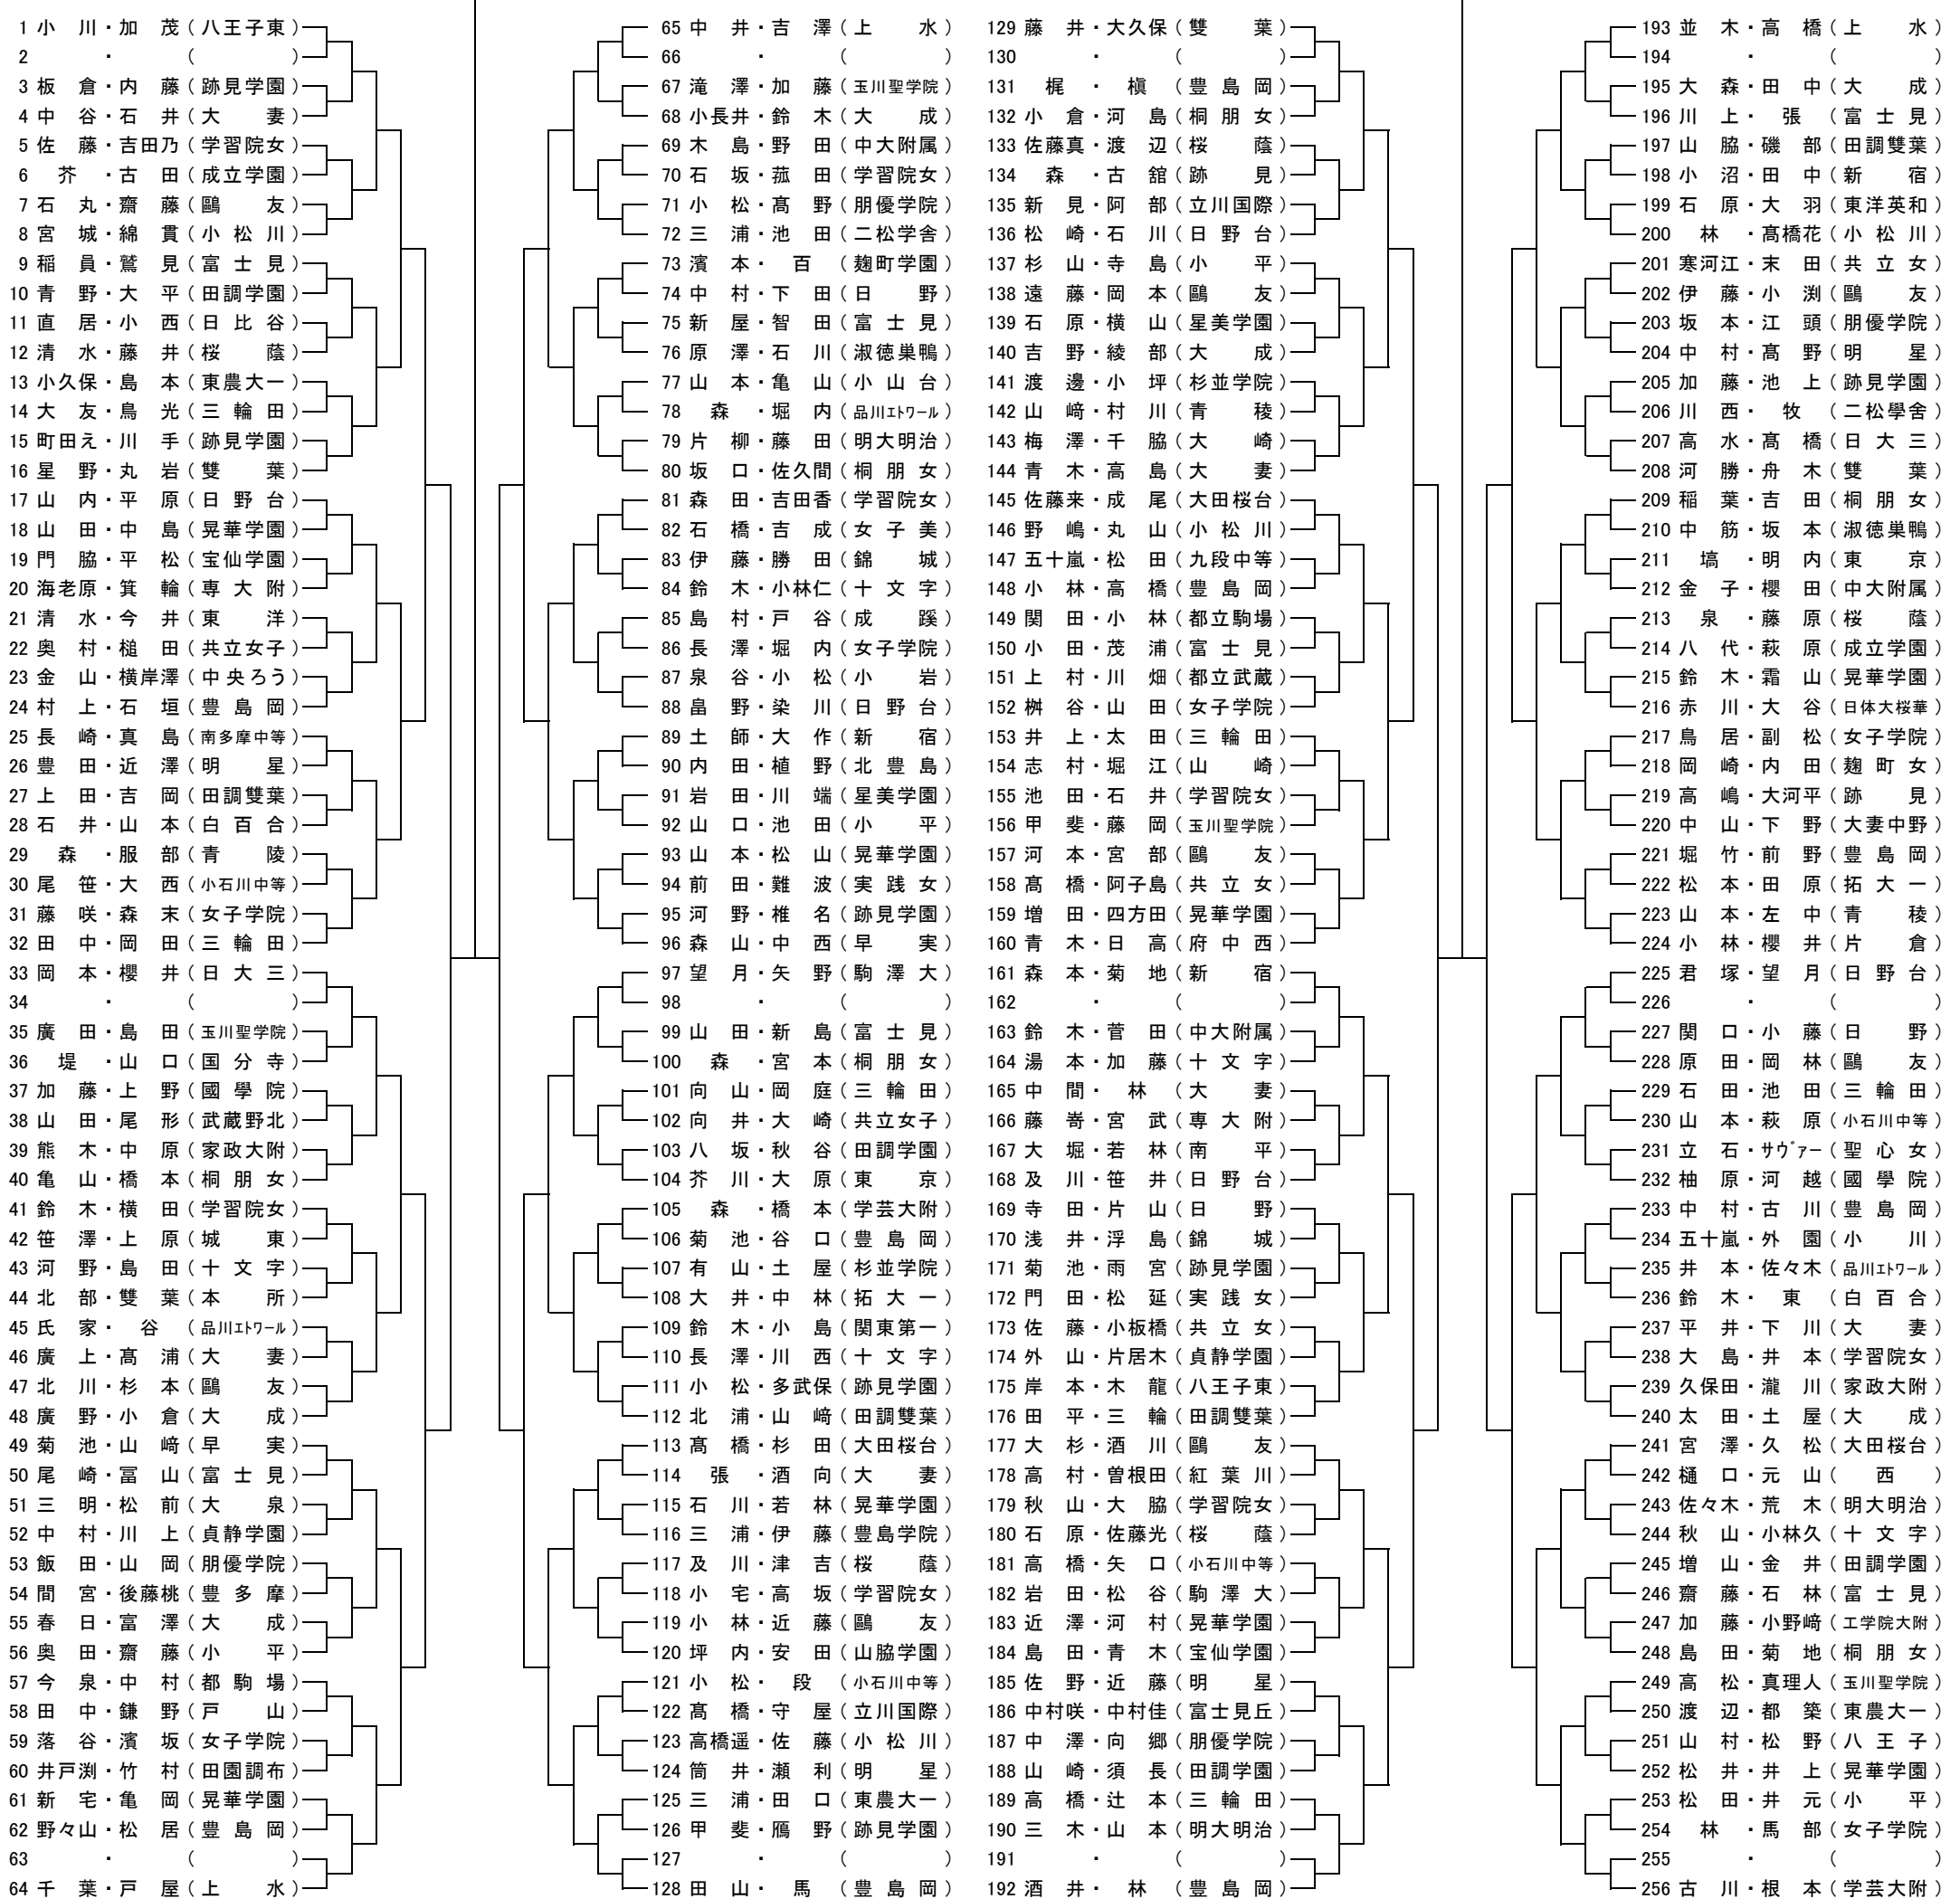 1 小川・加茂（八王子東）
2 ・（ ）
3 板倉・内藤（跡見学園）
4 中谷・石井（大妻）
5 佐藤・吉田乃（学習院女）
6 芥・古田（成立学園）
7 石丸・齋藤（鷗友）
8 宮城・綿貫（小松川）
9 稲員・鷲見（富士見）
10 青野・大平（田調学園）
11 直居・小西（日比谷）
12 清水・藤井（桜蔭）
13 小久保・島本（東農大一）
14 大友・鳥光（三輪田）
15 町田え・川手（跡見学園）
16 星野・丸岩（雙葉）
17 山内・平原（日野台）
18 山田・中島（晃華学園）
19 門脇・平松（宝仙学園）
20 海老原・箕輪（専大附）
21 清水・今井（東洋）
22 奥村・槌田（共立女子）
23 金山・横岸澤（中央ろう）
24 村上・石垣（豊島岡）
25 長崎・真島（南多摩中等）
26 豊田・近澤（明星）
27 上田・吉岡（田調雙葉）
28 石井・山本（白百合）
29 森・服部（青陵）
30 尾笹・大西（小石川中等）
31 藤咲・森末（女子学院）
32 田中・岡田（三輪田）
33 岡本・櫻井（日大三）
34 ・（ ）
35 廣田・島田（玉川聖学院）
36 堤・山口（国分寺）
37 加藤・上野（國學院）
38 山田・尾形（武蔵野北）
39 熊木・中原（家政大附）
40 亀山・橋本（桐朋女）
41 鈴木・横田（学習院女）
42 笹澤・上原（城東）
43 河野・島田（十文字）
44 北部・雙葉（本所）
45 氏家・谷（品川ｴﾄﾜｰﾙ）
46 廣上・髙浦（大妻）
47 北川・杉本（鷗友）
48 廣野・小倉（大成）
49 菊池・山﨑（早実）
50 尾崎・冨山（富士見）
51 三明・松前（大泉）
52 中村・川上（貞静学園）
53 飯田・山岡（朋優学院）
54 間宮・後藤桃（豊多摩）
55 春日・富澤（大成）
56 奥田・齋藤（小平）
57 今泉・中村（都駒場）
58 田中・鎌野（戸山）
59 落谷・濱坂（女子学院）
60 井戸渕・竹村（田園調布）
61 新宅・亀岡（晃華学園）
62 野々山・松居（豊島岡）
63 ・（ ）
64 千葉・戸屋（上水）
65 中井・吉澤（上水）
66 ・（ ）
67 滝澤・加藤（玉川聖学院）
68 小長井・鈴木（大成）
69 木島・野田（中大附属）
70 石坂・菰田（学習院女）
71 小松・髙野（朋優学院）
72 三浦・池田（二松学舎）
73 濱本・百（麹町学園）
74 中村・下田（日野）
75 新屋・智田（富士見）
76 原澤・石川（淑徳巣鴨）
77 山本・亀山（小山台）
78 森・堀内（品川ｴﾄﾜｰﾙ）
79 片柳・藤田（明大明治）
80 坂口・佐久間（桐朋女）
81 森田・吉田香（学習院女）
82 石橋・吉成（女子美）
83 伊藤・勝田（錦城）
84 鈴木・小林仁（十文字）
85 島村・戸谷（成蹊）
86 長澤・堀内（女子学院）
87 泉谷・小松（小岩）
88 畠野・染川（日野台）
89 土師・大作（新宿）
90 内田・植野（北豊島）
91 岩田・川端（星美学園）
92 山口・池田（小平）
93 山本・松山（晃華学園）
94 前田・難波（実践女）
95 河野・椎名（跡見学園）
96 森山・中西（早実）
97 望月・矢野（駒澤大）
98 ・（ ）
99 山田・新島（富士見）
100 森・宮本（桐朋女）
101 向山・岡庭（三輪田）
102 向井・大崎（共立女子）
103 八坂・秋谷（田調学園）
104 芥川・大原（東京）
105 森・橋本（学芸大附）
106 菊池・谷口（豊島岡）
107 有山・土屋（杉並学院）
108 大井・中林（拓大一）
109 鈴木・小島（関東第一）
110 長澤・川西（十文字）
111 小松・多武保（跡見学園）
112 北浦・山﨑（田調雙葉）
113 髙橋・杉田（大田桜台）
114 張・酒向（大妻）
115 石川・若林（晃華学園）
116 三浦・伊藤（豊島学院）
117 及川・津吉（桜蔭）
118 小宅・高坂（学習院女）
119 小林・近藤（鷗友）
120 坪内・安田（山脇学園）
121 小松・段（小石川中等）
122 髙橋・守屋（立川国際）
123 高橋遥・佐藤（小松川）
124 筒井・瀬利（明星）
125 三浦・田口（東農大一）
126 甲斐・鴈野（跡見学園）
127 ・（ ）
128 田山・馬（豊島岡）
129 藤井・大久保（雙葉）
130 ・（ ）
131 梶・槇（豊島岡）
132 小倉・河島（桐朋女）
133 佐藤真・渡辺（桜蔭）
134 森・古舘（跡見）
135 新見・阿部（立川国際）
136 松崎・石川（日野台）
137 杉山・寺島（小平）
138 遠藤・岡本（鷗友）
139 石原・横山（星美学園）
140 吉野・綾部（大成）
141 渡邊・小坪（杉並学院）
142 山﨑・村川（青稜）
143 梅澤・千脇（大崎）
144 青木・高島（大妻）
145 佐藤来・成尾（大田桜台）
146 野嶋・丸山（小松川）
147 五十嵐・松田（九段中等）
148 小林・高橋（豊島岡）
149 関田・小林（都立駒場）
150 小田・茂浦（富士見）
151 上村・川畑（都立武蔵）
152 桝谷・山田（女子学院）
153 井上・太田（三輪田）
154 志村・堀江（山崎）
155 池田・石井（学習院女）
156 甲斐・藤岡（玉川聖学院）
157 河本・宮部（鷗友）
158 髙橋・阿子島（共立女）
159 増田・四方田（晃華学園）
160 青木・日高（府中西）
161 森本・菊地（新宿）
162 ・（ ）
163 鈴木・菅田（中大附属）
164 湯本・加藤（十文字）
165 中間・林（大妻）
166 藤嵜・宮武（専大附）
167 大堀・若林（南平）
168 及川・笹井（日野台）
169 寺田・片山（日野）
170 浅井・浮島（錦城）
171 菊池・雨宮（跡見学園）
172 門田・松延（実践女）
173 佐藤・小板橋（共立女）
174 外山・片居木（貞静学園）
175 岸本・木龍（八王子東）
176 田平・三輪（田調雙葉）
177 大杉・酒川（鷗友）
178 高村・曽根田（紅葉川）
179 秋山・大脇（学習院女）
180 石原・佐藤光（桜蔭）
181 高橋・矢口（小石川中等）
182 岩田・松谷（駒澤大）
183 近澤・河村（晃華学園）
184 島田・青木（宝仙学園）
185 佐野・近藤（明星）
186 中村咲・中村佳（富士見丘）
187 中澤・向郷（朋優学院）
188 山崎・須長（田調学園）
189 高橋・辻本（三輪田）
190 三木・山本（明大明治）
191 ・（ ）
192 酒井・林（豊島岡）
193 並木・高橋（上水）
194 ・（ ）
195 大森・田中（大成）
196 川上・張（富士見）
197 山脇・磯部（田調雙葉）
198 小沼・田中（新宿）
199 石原・大羽（東洋英和）
200 林・髙橋花（小松川）
201 寒河江・末田（共立女）
202 伊藤・小渕（鷗友）
203 坂本・江頭（朋優学院）
204 中村・髙野（明星）
205 加藤・池上（跡見学園）
206 川西・牧（二松學舍）
207 高水・髙橋（日大三）
208 河勝・舟木（雙葉）
209 稲葉・吉田（桐朋女）
210 中筋・坂本（淑徳巣鴨）
211 塙・明内（東京）
212 金子・櫻田（中大附属）
213 泉・藤原（桜蔭）
214 八代・萩原（成立学園）
215 鈴木・霜山（晃華学園）
216 赤川・大谷（日体大桜華）
217 鳥居・副松（女子学院）
218 岡崎・内田（麹町女）
219 高嶋・大河平（跡見）
220 中山・下野（大妻中野）
221 堀竹・前野（豊島岡）
222 松本・田原（拓大一）
223 山本・左中（青稜）
224 小林・櫻井（片倉）
225 君塚・望月（日野台）
226 ・（ ）
227 関口・小藤（日野）
228 原田・岡林（鷗友）
229 石田・池田（三輪田）
230 山本・萩原（小石川中等）
231 立石・ｻｳﾞｧｰ（聖心女）
232 柚原・河越（國學院）
233 中村・古川（豊島岡）
234 五十嵐・外園（小川）
235 井本・佐々木（品川ｴﾄﾜｰﾙ）
236 鈴木・東（白百合）
237 平井・下川（大妻）
238 大島・井本（学習院女）
239 久保田・瀧川（家政大附）
240 太田・土屋（大成）
241 宮澤・久松（大田桜台）
242 樋口・元山（西）
243 佐々木・荒木（明大明治）
244 秋山・小林久（十文字）
245 増山・金井（田調学園）
246 齋藤・石林（富士見）
247 加藤・小野﨑（工学院大附）
248 島田・菊地（桐朋女）
249 高松・真理人（玉川聖学院）
250 渡辺・都築（東農大一）
251 山村・松野（八王子）
252 松井・井上（晃華学園）
253 松田・井元（小平）
254 林・馬部（女子学院）
255 ・（ ）
256 古川・根本（学芸大附）